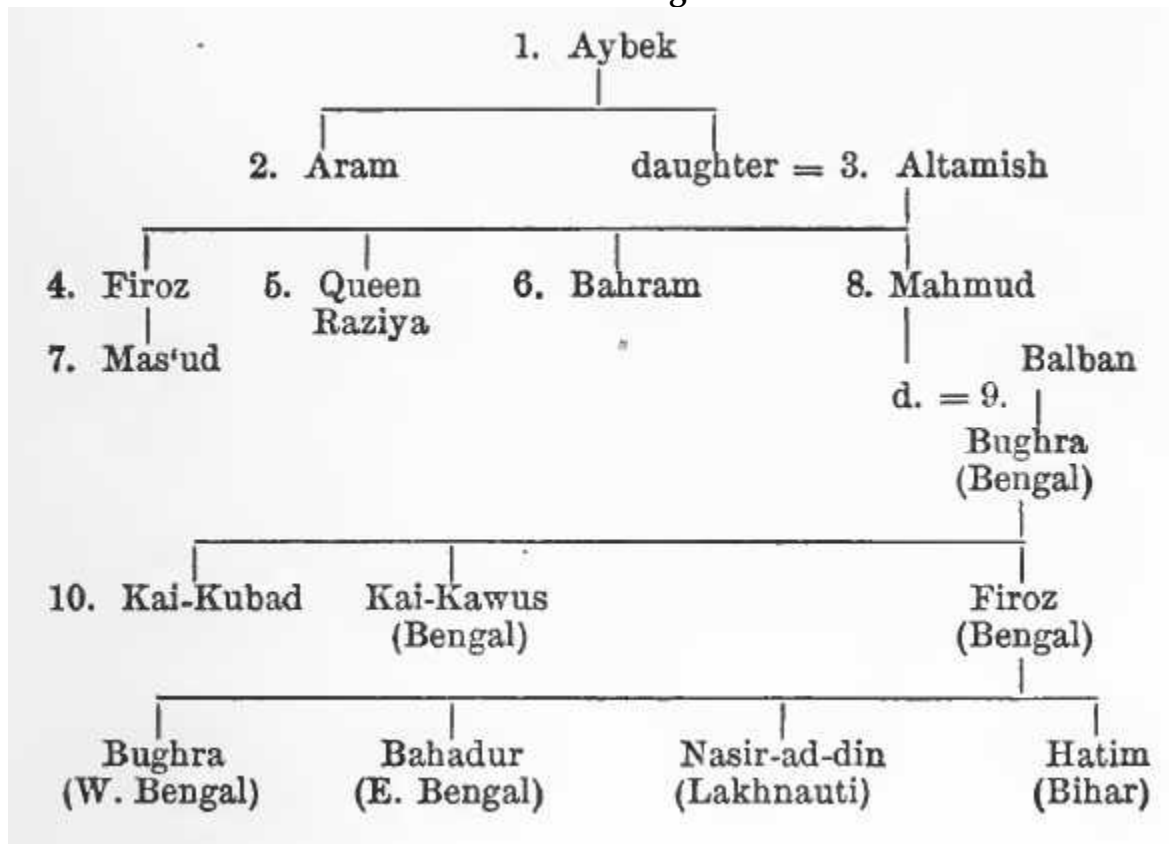 1. Aybek
2. Aram daughter = 3. Altamish
4. Firoz 5. Queen 6. Bahram 8. Mahmud
Raziya
7. Mas‘ud Balban
d. = 9.
Bughra
(Bengal)
10. Kai-Kubad Kai-Kawus Firoz
(Bengal) (Bengal)
Bughra Bahadur Nasir-ad-din Hatim
(W. Bengal) (E. Bengal) (Lakhnauti) (Bihar)